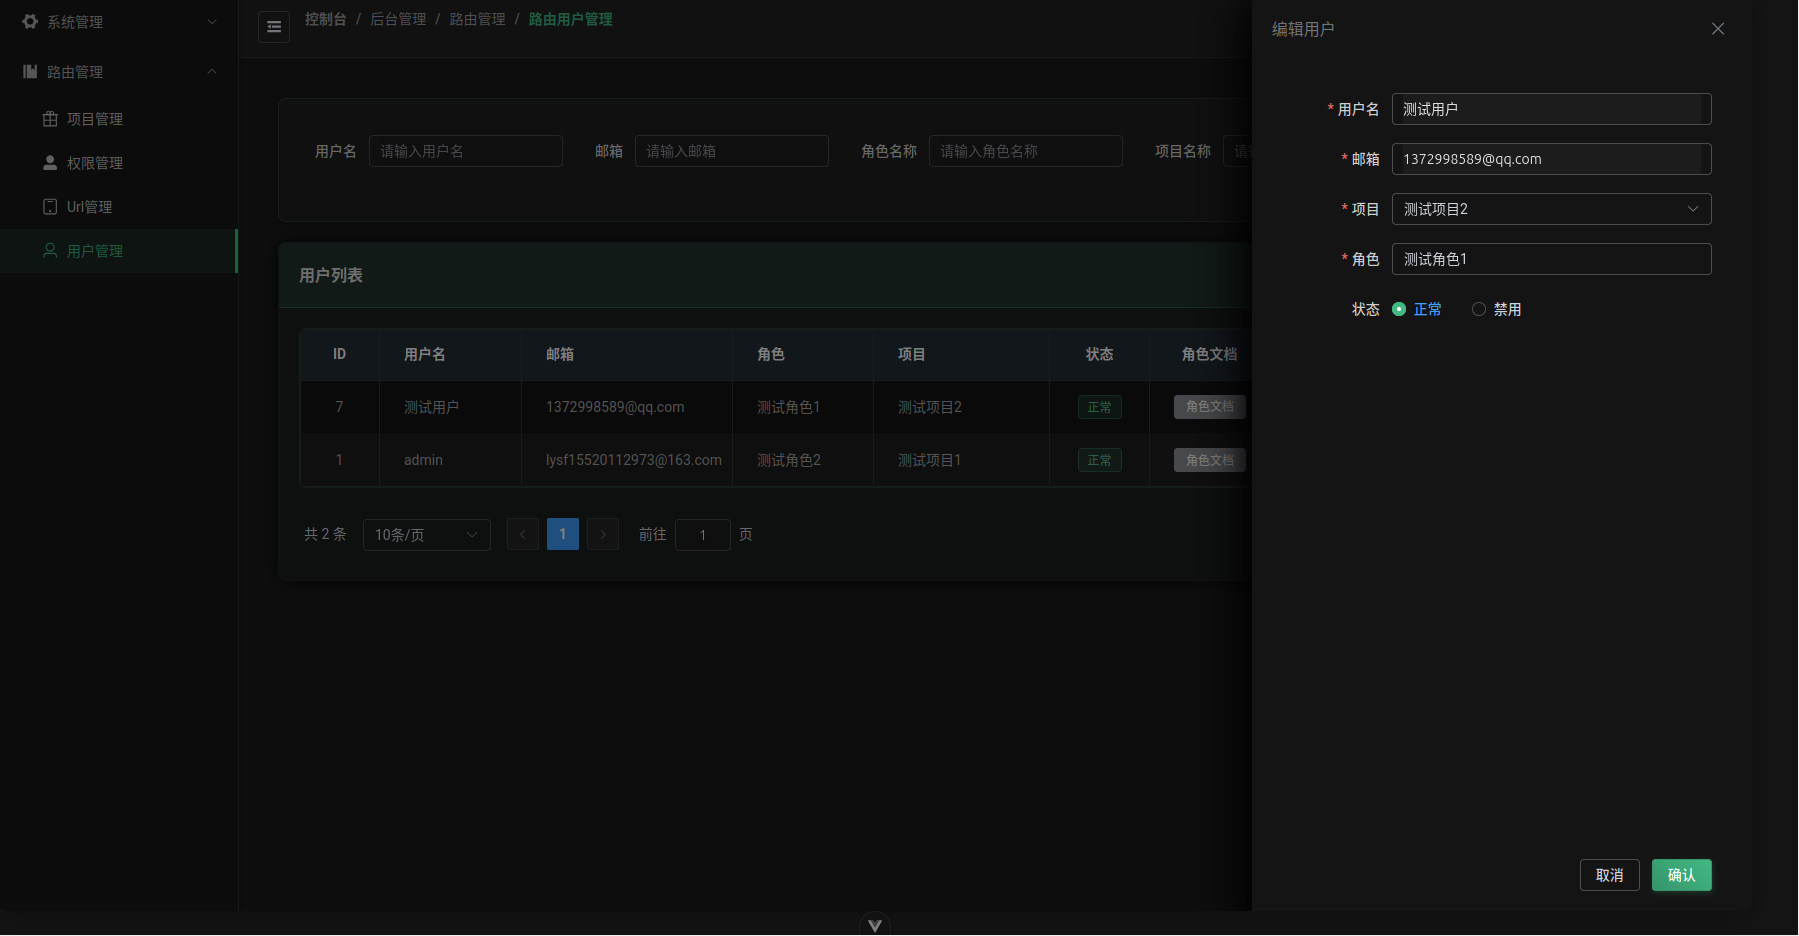 系统管理
路由管理
项目管理
权限管理
Url管理
用户管理
控制台 / 后台管理 / 路由管理 / 路由用户管理
用户名 请输入用户名 邮箱 请输入邮箱 角色名称 请输入角色名称 项目名称 请
用户列表
ID 用户名 邮箱 角色 项目 状态 角色文档
7 测试用户 1372998589@qq.com 测试角色1 测试项目2 正常 角色文档
1 admin lysf15520112973@163.com 测试角色2 测试项目1 正常 角色文档
共 2 条 10条/页 1 前往 1 页
编辑用户
* 用户名 测试用户
* 邮箱 1372998589@qq.com
* 项目 测试项目2
* 角色 测试角色1
状态 正常 禁用
取消 确认